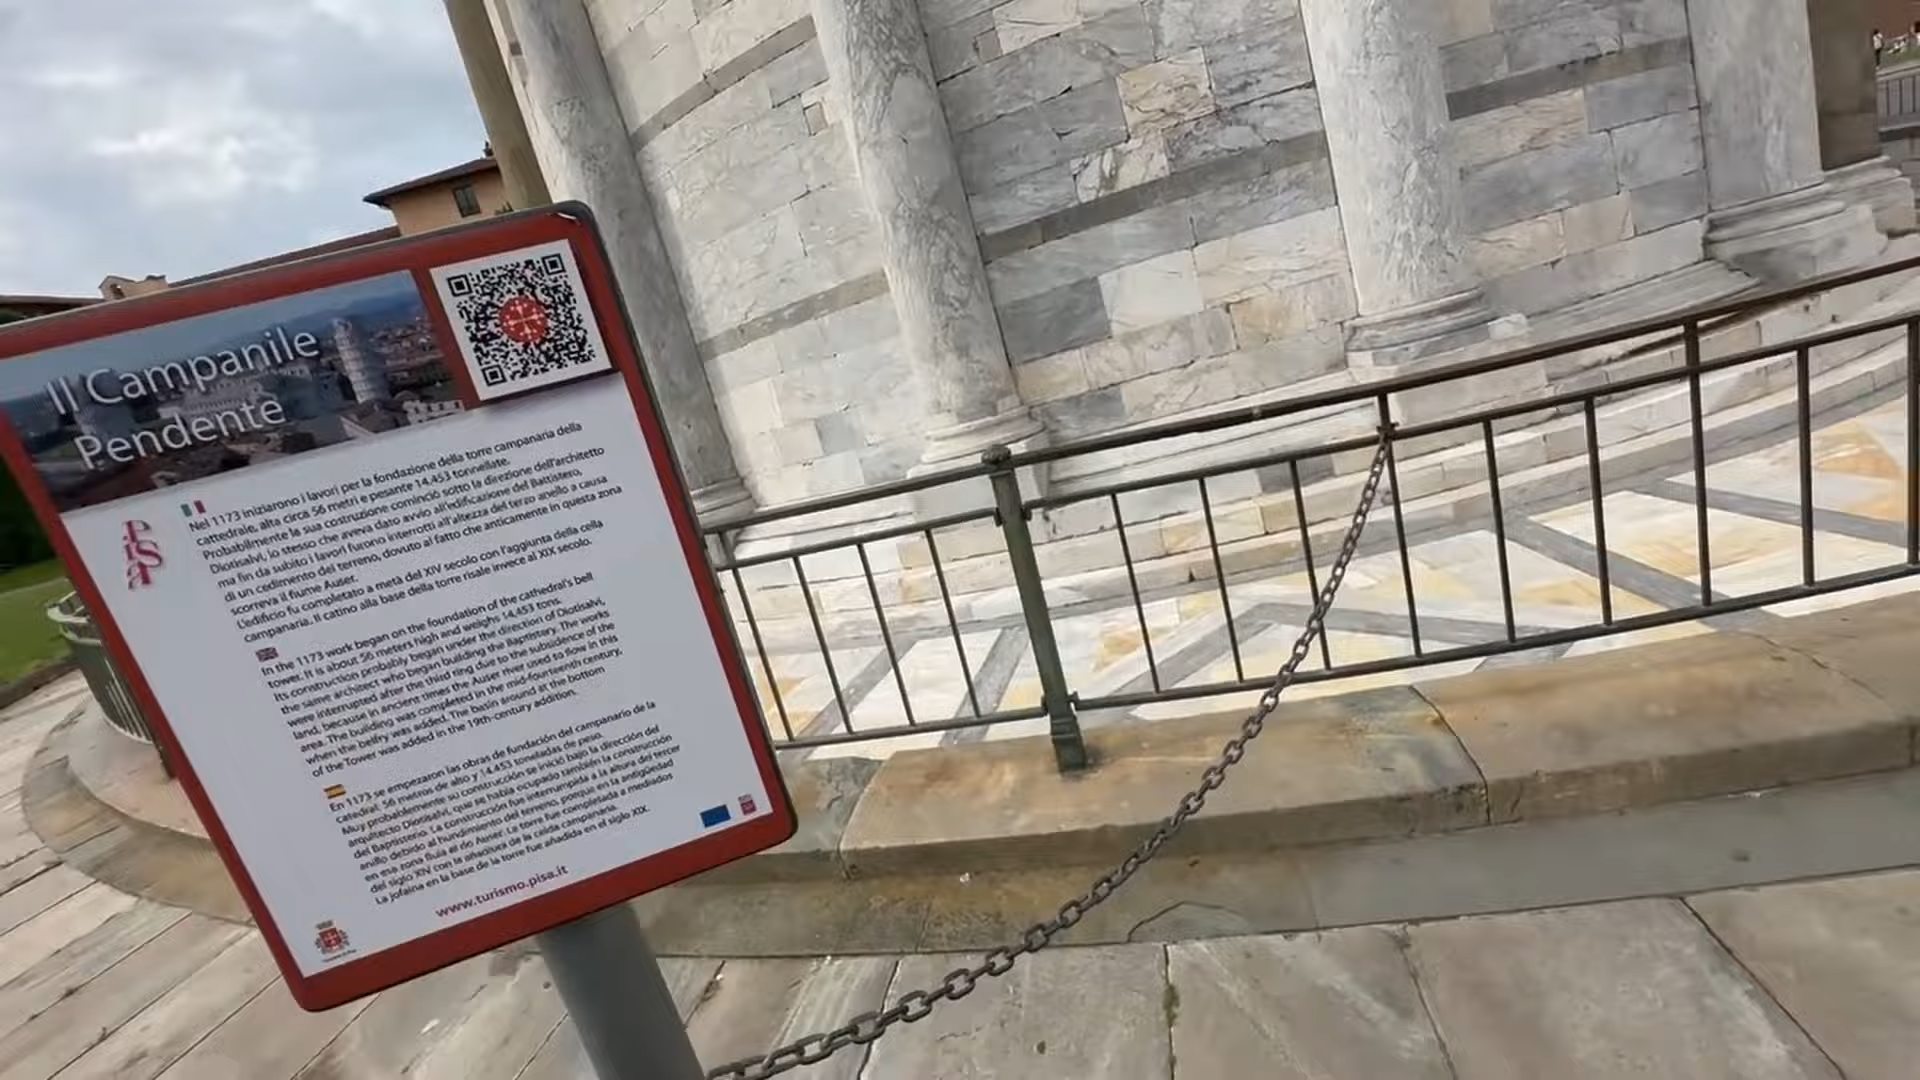 Il Campanile
Pendente
PiSa
Nel 1173 iniziarono i lavori per la fondazione della torre campanaria della
cattedrale, alta circa 56 metri e pesante 14.453 tonnellate.
Probabilmente la sua costruzione cominciò sotto la direzione dell'architetto
Diotisalvi, lo stesso che aveva dato avvio all'edificazione del Battistero,
ma fin da subito i lavori furono interrotti all'altezza del terzo anello a causa
di un cedimento del terreno, dovuto al fatto che anticamente in questa zona
scorreva il fiume Auser.
L'edificio fu completato a metà del XIV secolo con l'aggiunta della cella
campanaria. Il catino alla base della torre risale invece al XIX secolo.
In the 1173 work began on the foundation of the cathedral's bell
tower. It is about 56 meters high and weighs 14,453 tons.
Its construction probably began under the direction of Diotisalvi,
the same architect who began building the Baptistery. The works
were interrupted after the third ring due to the subsidence of the
land, because in ancient times the Auser river used to flow in this
area. The building was completed in the mid-fourteenth century,
when the belfry was added. The basin around at the bottom
of the Tower was added in the 19th-century addition.
En 1173 se empezaron las obras de fundación del campanario de la
catedral: 56 metros de alto y 14.453 toneladas de peso.
Muy probablemente su construcción se inició bajo la dirección del
arquitecto Diotisalvi, que se había ocupado también la construcción
del Baptisterio. La construcción fue interrumpida a la altura del tercer
anillo debido al hundimiento del terreno, porque en la antigüedad
en esa zona fluía el río Auser. La torre fue completada a mediados
del siglo XIV con la añadidura de la celda campanaria.
La jofaina en la base de la torre fue añadida en el siglo XIX.
www.turismo.pisa.it